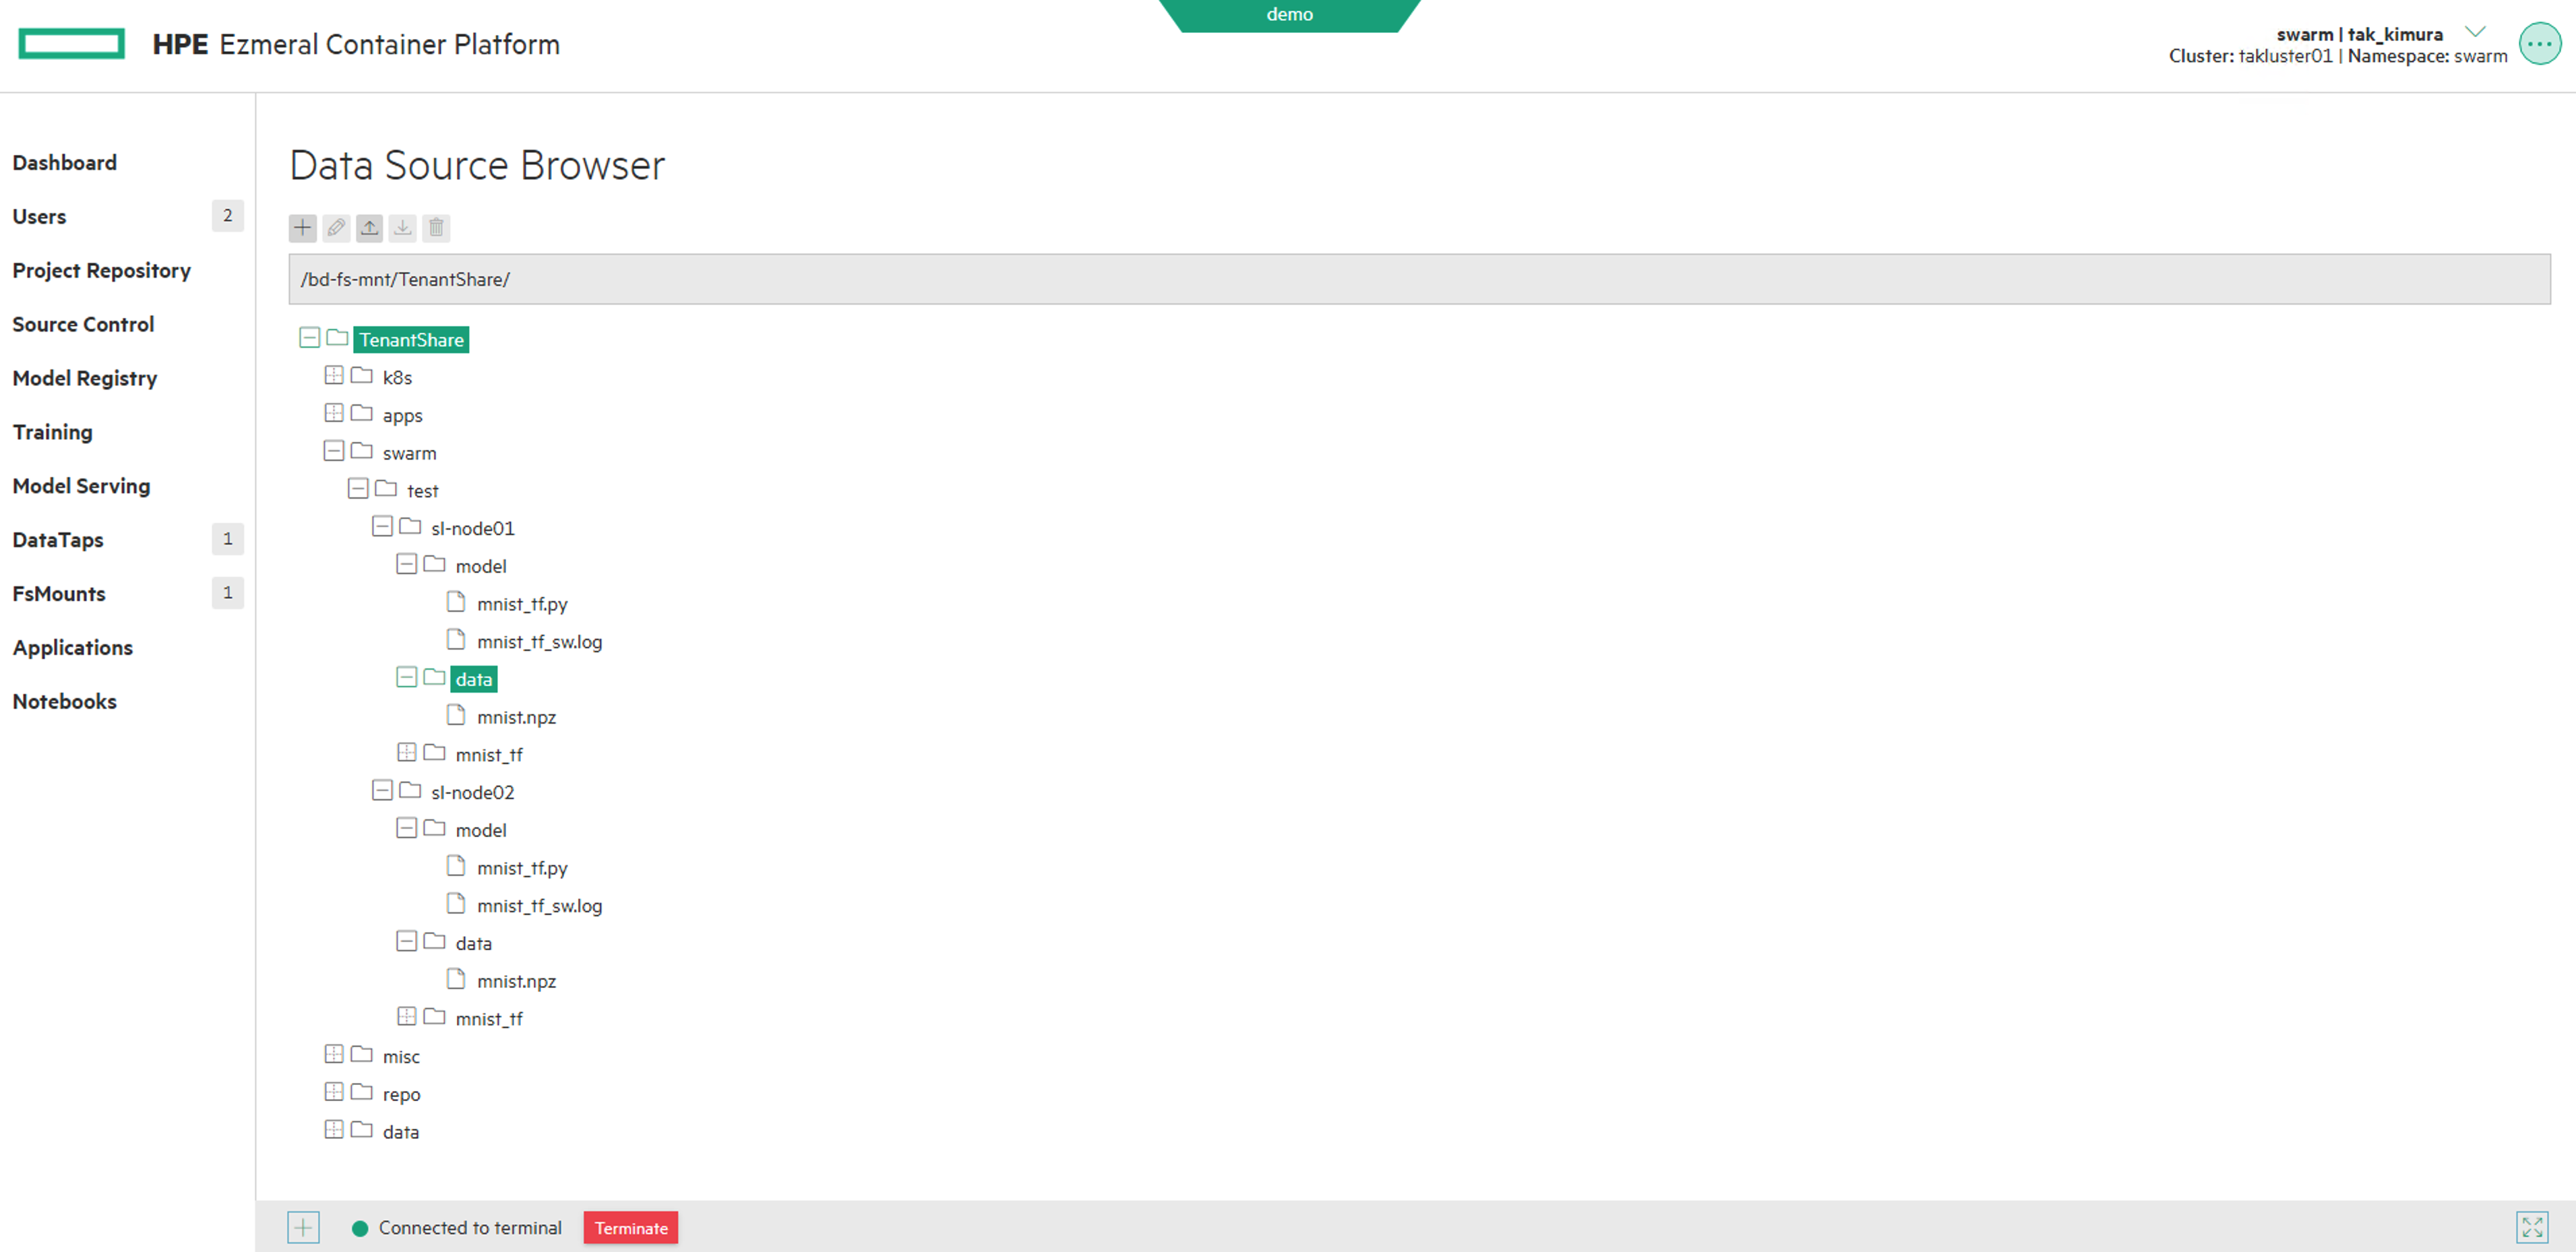 demo
HPE Ezmeral Container Platform
swarm | tak_kimura
Cluster: takluster01 | Namespace: swarm
Dashboard
Users 2
Project Repository
Source Control
Model Registry
Training
Model Serving
DataTaps 1
FsMounts 1
Applications
Notebooks
Data Source Browser
/bd-fs-mnt/TenantShare/
TenantShare
k8s
apps
swarm
test
sl-node01
model
mnist_tf.py
mnist_tf_sw.log
data
mnist.npz
mnist_tf
sl-node02
model
mnist_tf.py
mnist_tf_sw.log
data
mnist.npz
mnist_tf
misc
repo
data
Connected to terminal Terminate